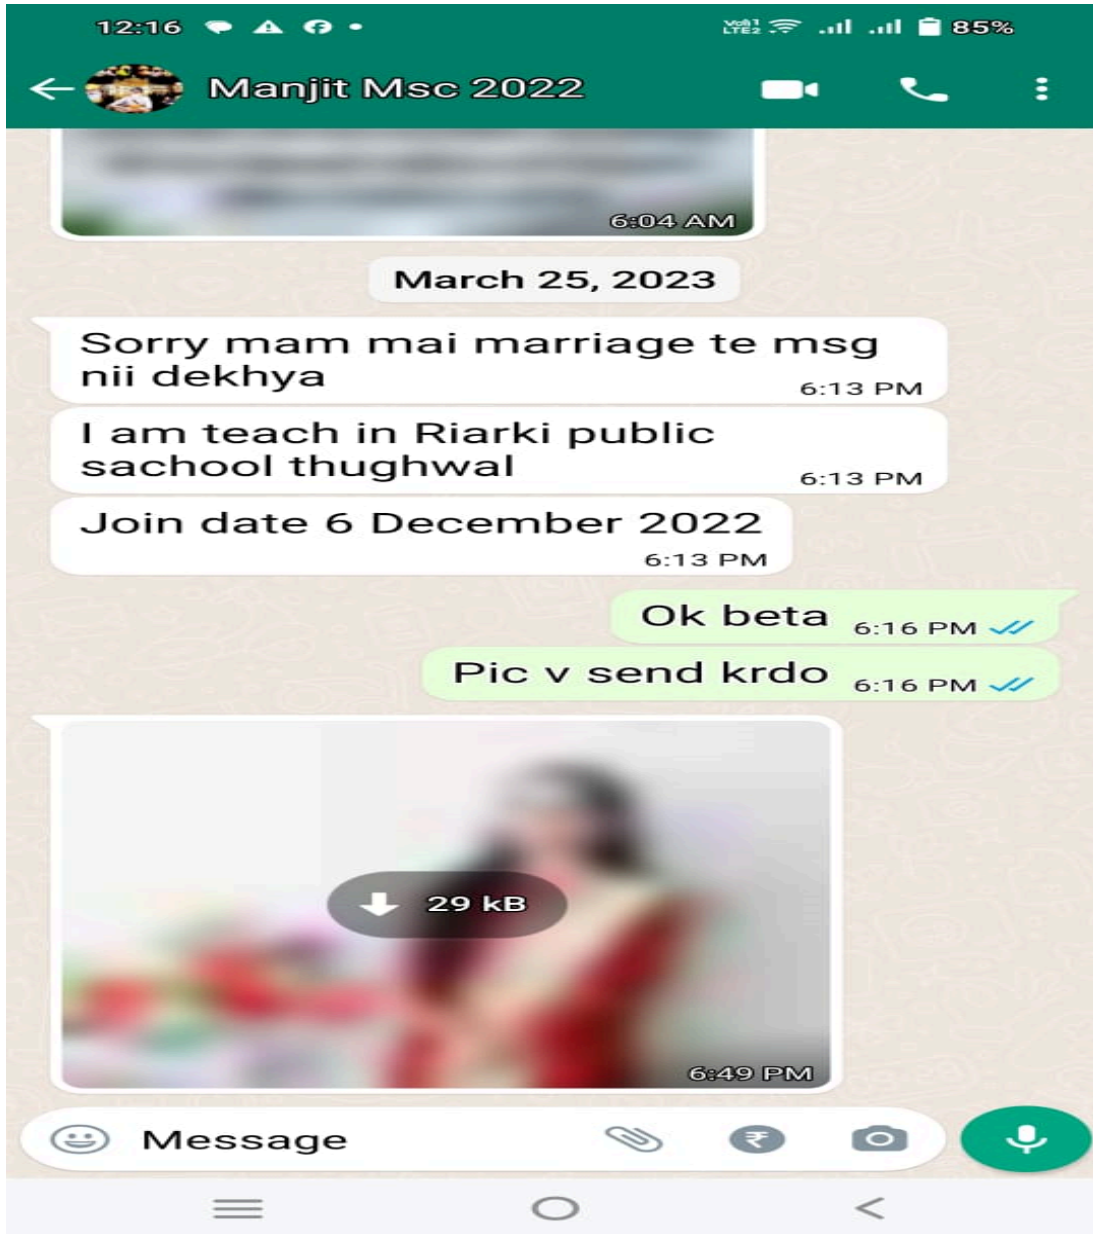 12:16
Vo1) LTE2
85%
Manjit Msc 2022
6:04 AM
March 25, 2023
Sorry mam mai marriage te msg
nii dekhya
6:13 PM
I am teach in Riarki public
sachool thughwal
6:13 PM
Join date 6 December 2022
6:13 PM
Ok beta 6:16 PM
Pic v send krdo 6:16 PM
29 kB
6:49 PM
Message